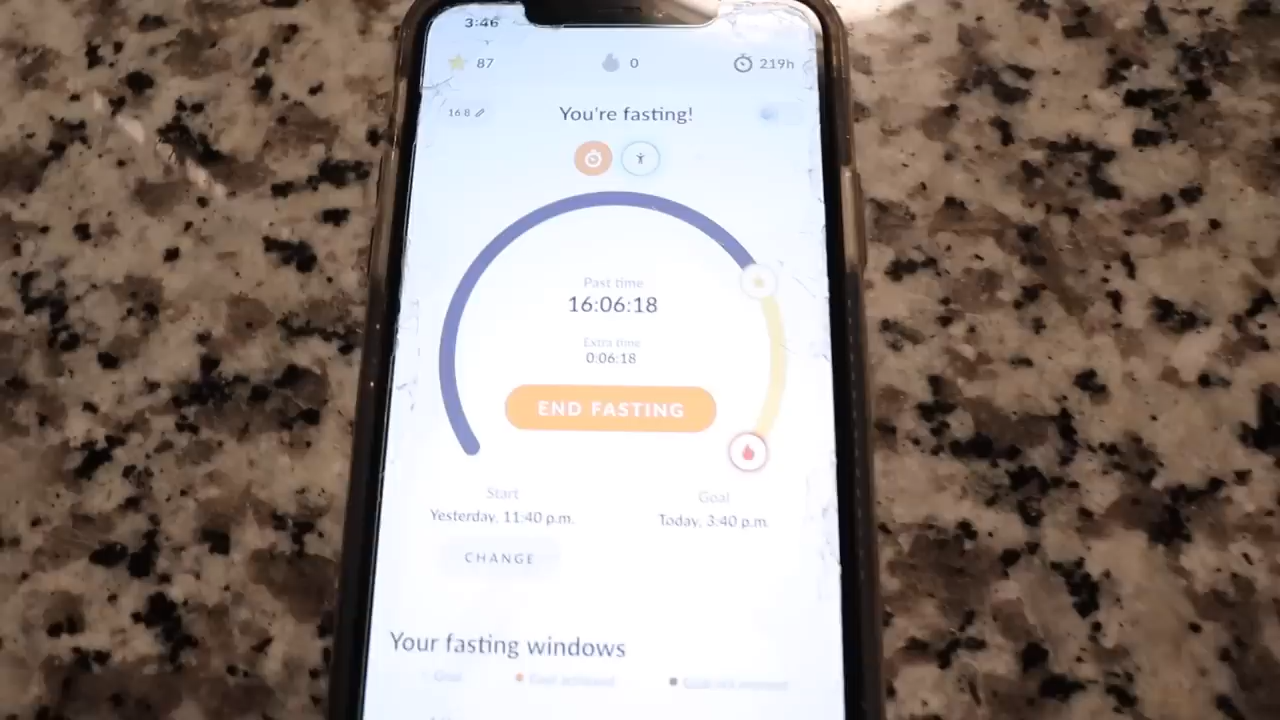 3:46
87
0
219h
16:8
You're fasting!
Past time
16:06:18
Extra time
0:06:18
END FASTING
Start
Goal
Yesterday, 11:40 p.m.
Today, 3:40 p.m.
CHANGE
Your fasting windows
Goal